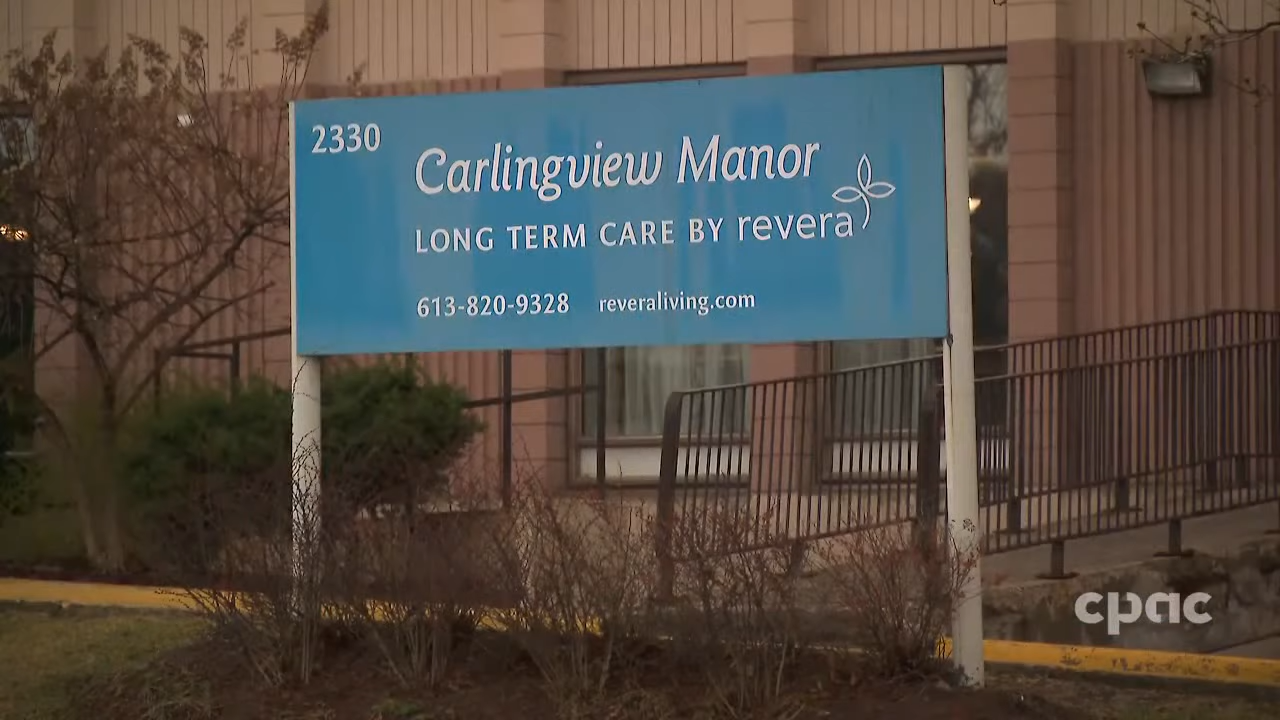 2330
Carlingview Manor
LONG TERM CARE BY revera
613-820-9328 reveraliving.com
cpac